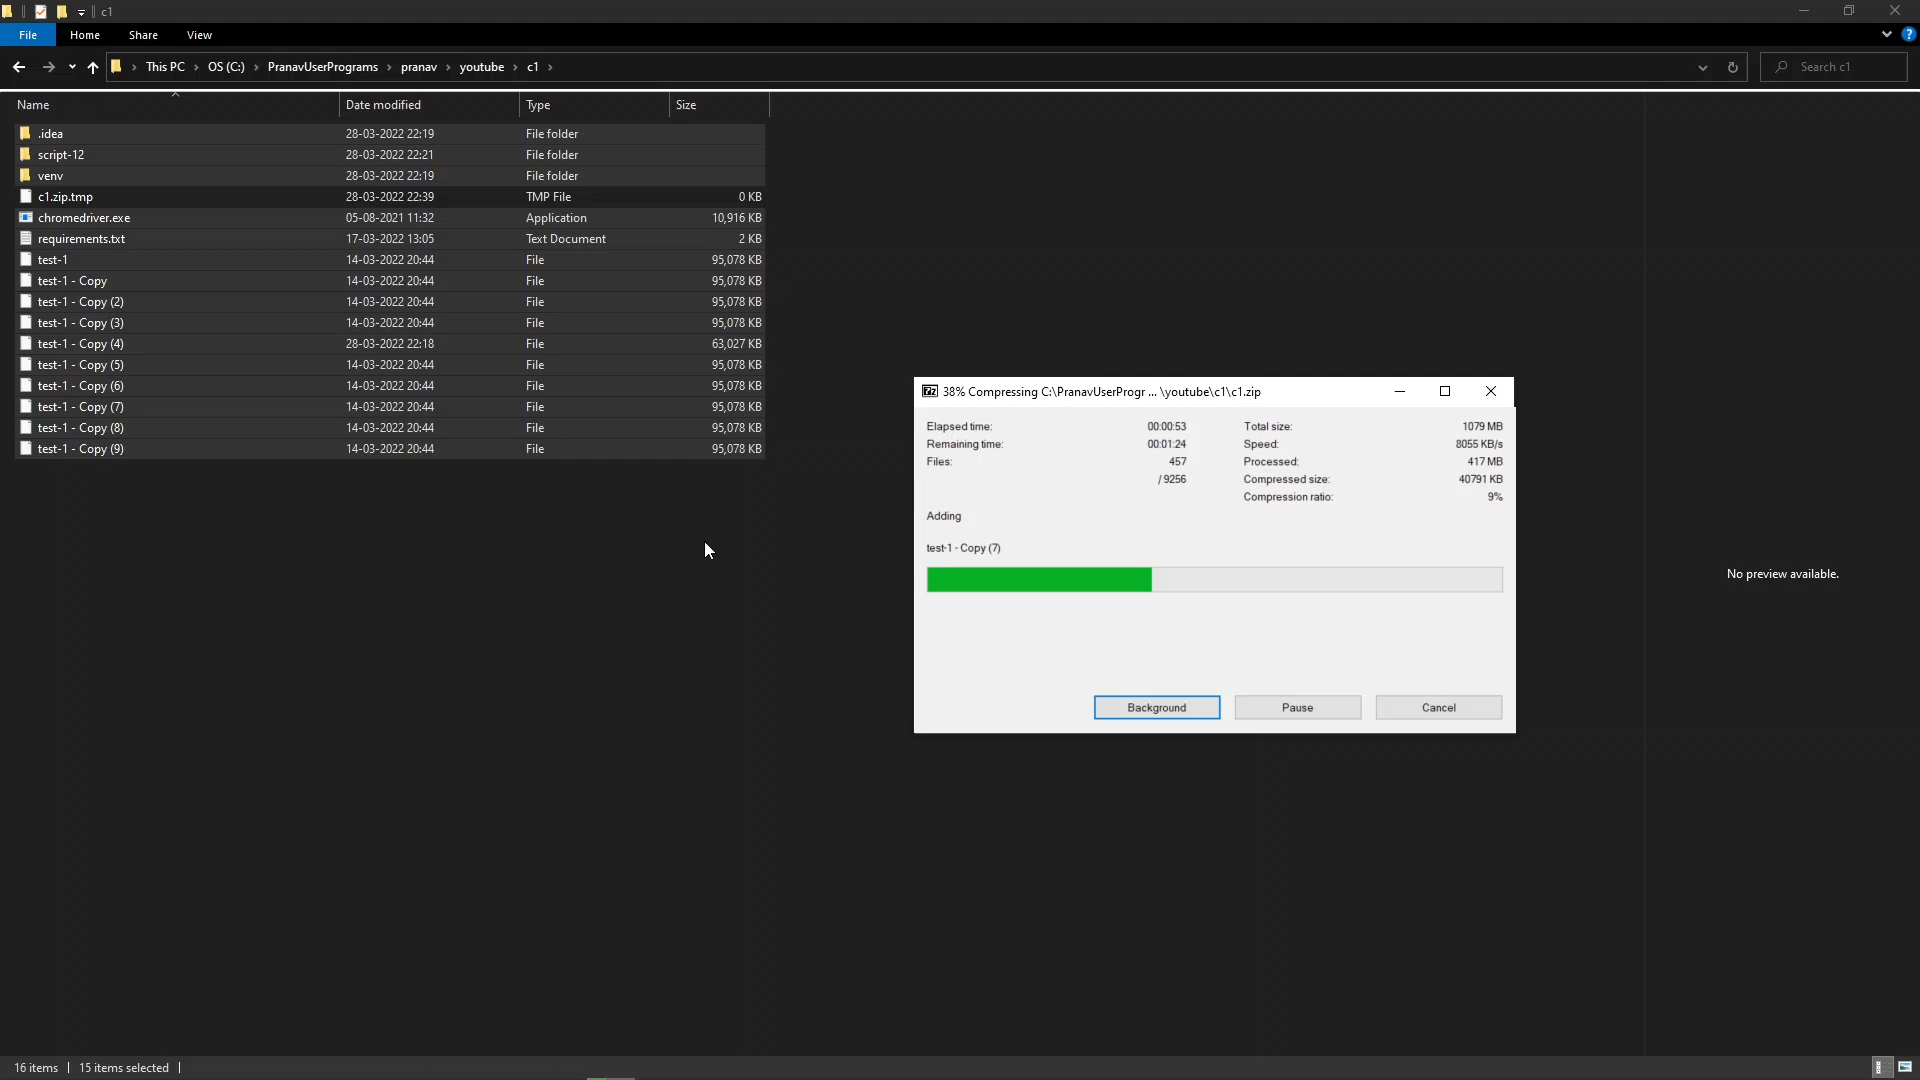 c1
File Home Share View
This PC > OS (C:) > PranavUserPrograms > pranav > youtube > c1 >
Search c1
Name Date modified Type Size
.idea 28-03-2022 22:19 File folder
script-12 28-03-2022 22:21 File folder
venv 28-03-2022 22:19 File folder
c1.zip.tmp 28-03-2022 22:39 TMP File 0 KB
chromedriver.exe 05-08-2021 11:32 Application 10,916 KB
requirements.txt 17-03-2022 13:05 Text Document 2 KB
test-1 14-03-2022 20:44 File 95,078 KB
test-1 - Copy 14-03-2022 20:44 File 95,078 KB
test-1 - Copy (2) 14-03-2022 20:44 File 95,078 KB
test-1 - Copy (3) 14-03-2022 20:44 File 95,078 KB
test-1 - Copy (4) 28-03-2022 22:18 File 63,027 KB
test-1 - Copy (5) 14-03-2022 20:44 File 95,078 KB
test-1 - Copy (6) 14-03-2022 20:44 File 95,078 KB
test-1 - Copy (7) 14-03-2022 20:44 File 95,078 KB
test-1 - Copy (8) 14-03-2022 20:44 File 95,078 KB
test-1 - Copy (9) 14-03-2022 20:44 File 95,078 KB
7z 38% Compressing C:\PranavUserProgr ... \youtube\c1\c1.zip
Elapsed time: 00:00:53 Total size: 1079 MB
Remaining time: 00:01:24 Speed: 8055 KB/s
Files: 457 Processed: 417 MB
/ 9256 Compressed size: 40791 KB
Compression ratio: 9%
Adding
test-1 - Copy (7)
Background Pause Cancel
No preview available.
16 items 15 items selected